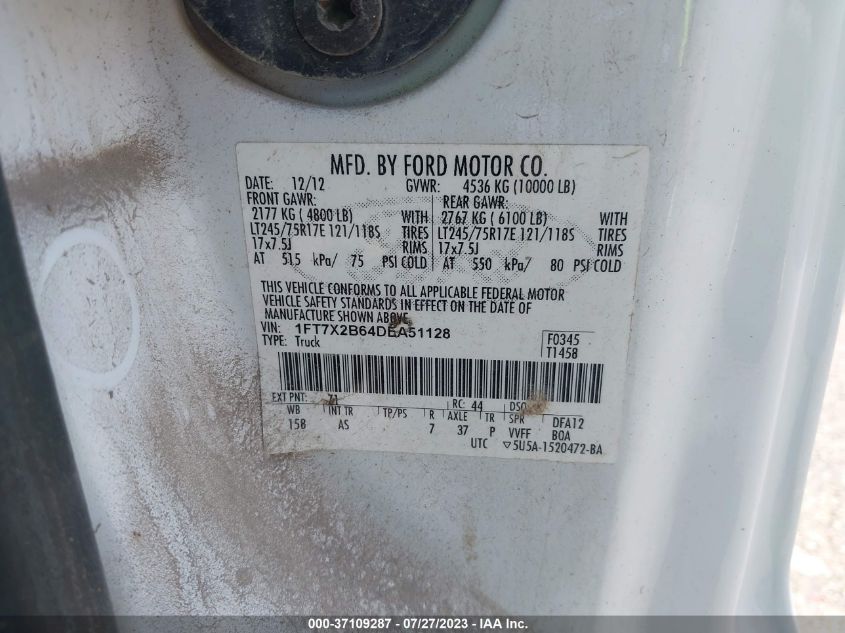 MFD. BY FORD MOTOR CO.
DATE: 12/12 GVWR: 4536 KG (10000 LB)
FRONT GAWR: REAR GAWR:
2177 KG ( 4800 LB) WITH 2767 KG ( 6100 LB) WITH
LT245/75R17E 121/118S TIRES LT245/75R17E 121/118S TIRES
17x7.5J RIMS 17x7.5J RIMS
AT 515 kPa/ 75 PSI COLD AT 550 kPa/ 80 PSI COLD
THIS VEHICLE CONFORMS TO ALL APPLICABLE FEDERAL MOTOR
VEHICLE SAFETY STANDARDS IN EFFECT ON THE DATE OF
MANUFACTURE SHOWN ABOVE.
VIN: 1FT7X2B64DEA51128 F0345
TYPE: Truck T1458
EXT PNT: Z1 RC: 44 DSO:
WB INT TR TP/PS R AXLE TR SPR DFA12
158 AS 7 37 P VVFF BOA
UTC ▽5U5A-1520472-BA
000-37109287 - 07/27/2023 - IAAI.COM